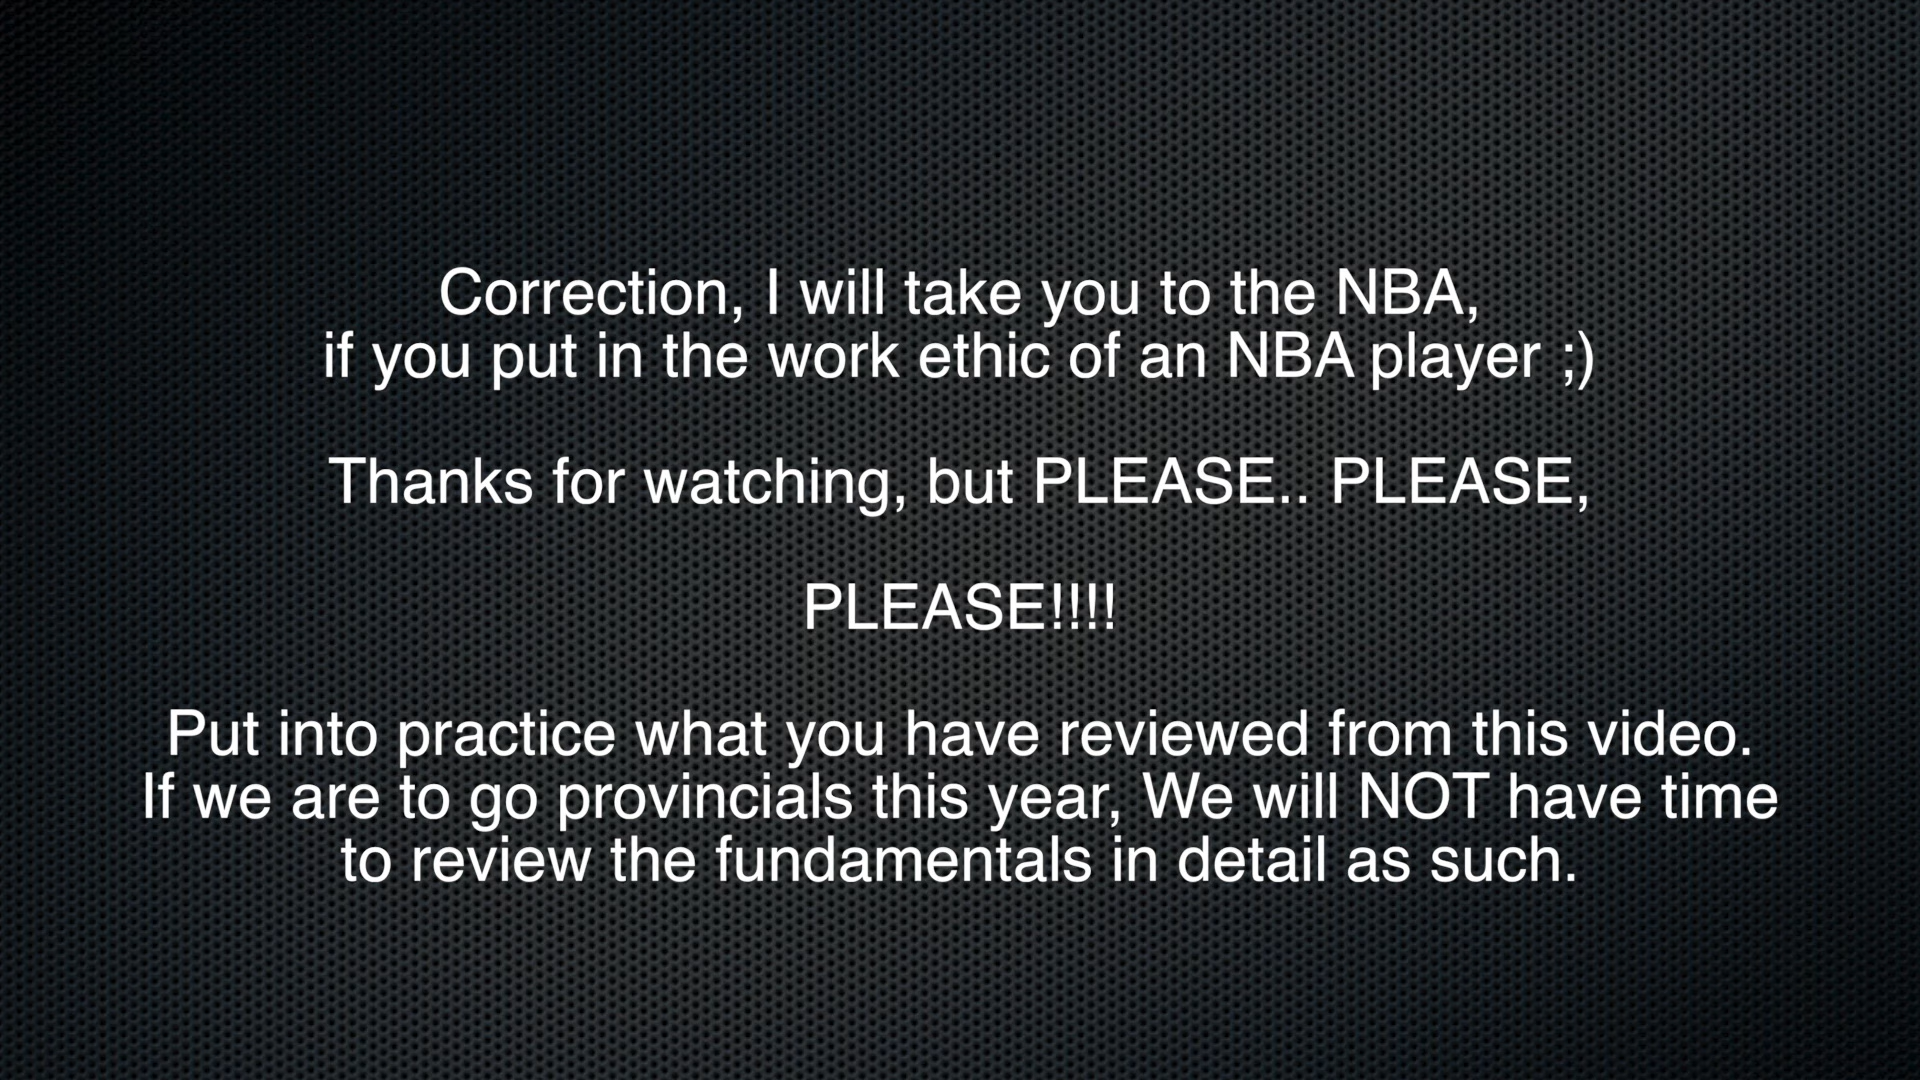 Correction, I will take you to the NBA,
if you put in the work ethic of an NBA player ;)
Thanks for watching, but PLEASE.. PLEASE,
PLEASE!!!!
Put into practice what you have reviewed from this video.
If we are to go provincials this year, We will NOT have time
to review the fundamentals in detail as such.